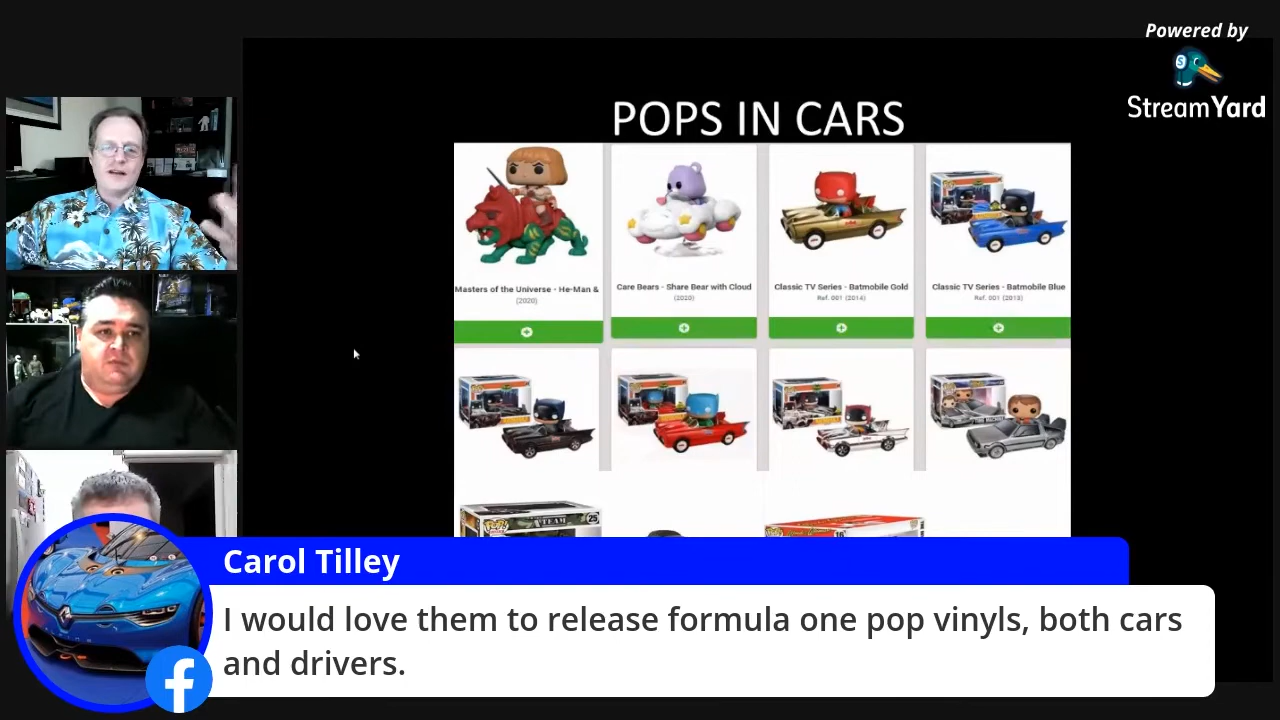 Powered by
StreamYard
POPS IN CARS
Masters of the Universe - He-Man &
(2020)
Care Bears - Share Bear with Cloud
(2020)
Classic TV Series - Batmobile Gold
Ref. 001 (2014)
Classic TV Series - Batmobile Blue
Ref. 001 (2013)
TEAM
25
Carol Tilley
I would love them to release formula one pop vinyls, both cars
and drivers.